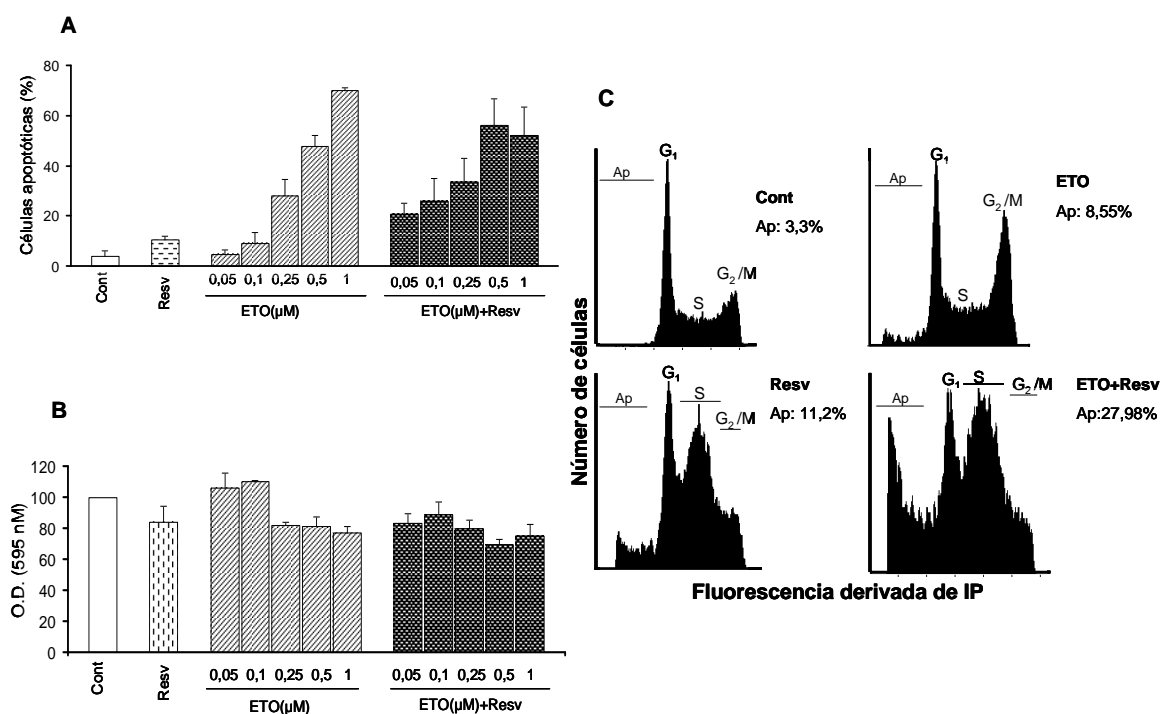 A
Células apoptóticas (%)
80
60
40
20
0
Cont
Resv
0,05 0,1 0,25 0,5 1
ETO(µM)
0,05 0,1 0,25 0,5 1
ETO(µM)+Resv
B
O.D. (595 nM)
120
100
80
60
40
20
0
Cont
Resv
0,05 0,1 0,25 0,5 1
ETO(µM)
0,05 0,1 0,25 0,5 1
ETO(µM)+Resv
C
Número de células
Ap
G1
S
G2/M
Cont
Ap: 3,3%
Ap
G1
S
G2/M
ETO
Ap: 8,55%
Ap
G1
S
G2/M
Resv
Ap: 11,2%
Ap
G1
S
G2/M
ETO+Resv
Ap:27,98%
Fluorescencia derivada de IP